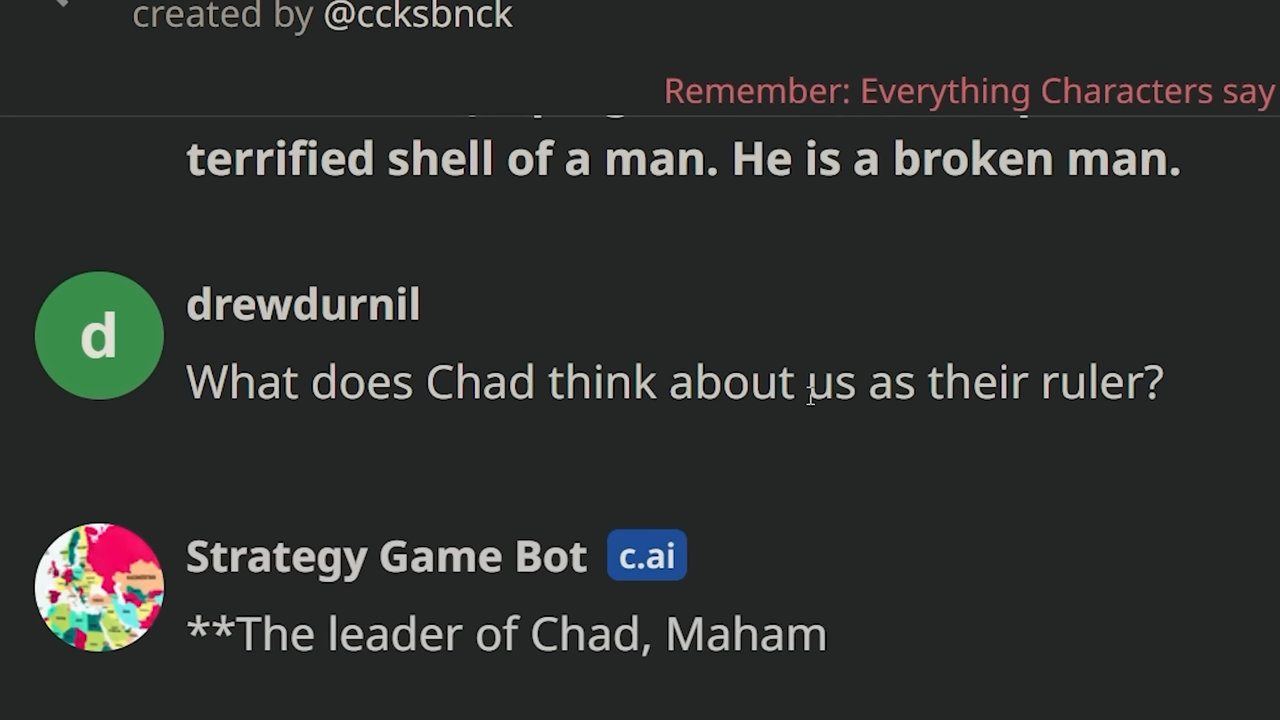 created by @ccksbnck
Remember: Everything Characters say
terrified shell of a man. He is a broken man.
d
drewdurnil
What does Chad think about us as their ruler?
Strategy Game Bot c.ai
**The leader of Chad, Maham